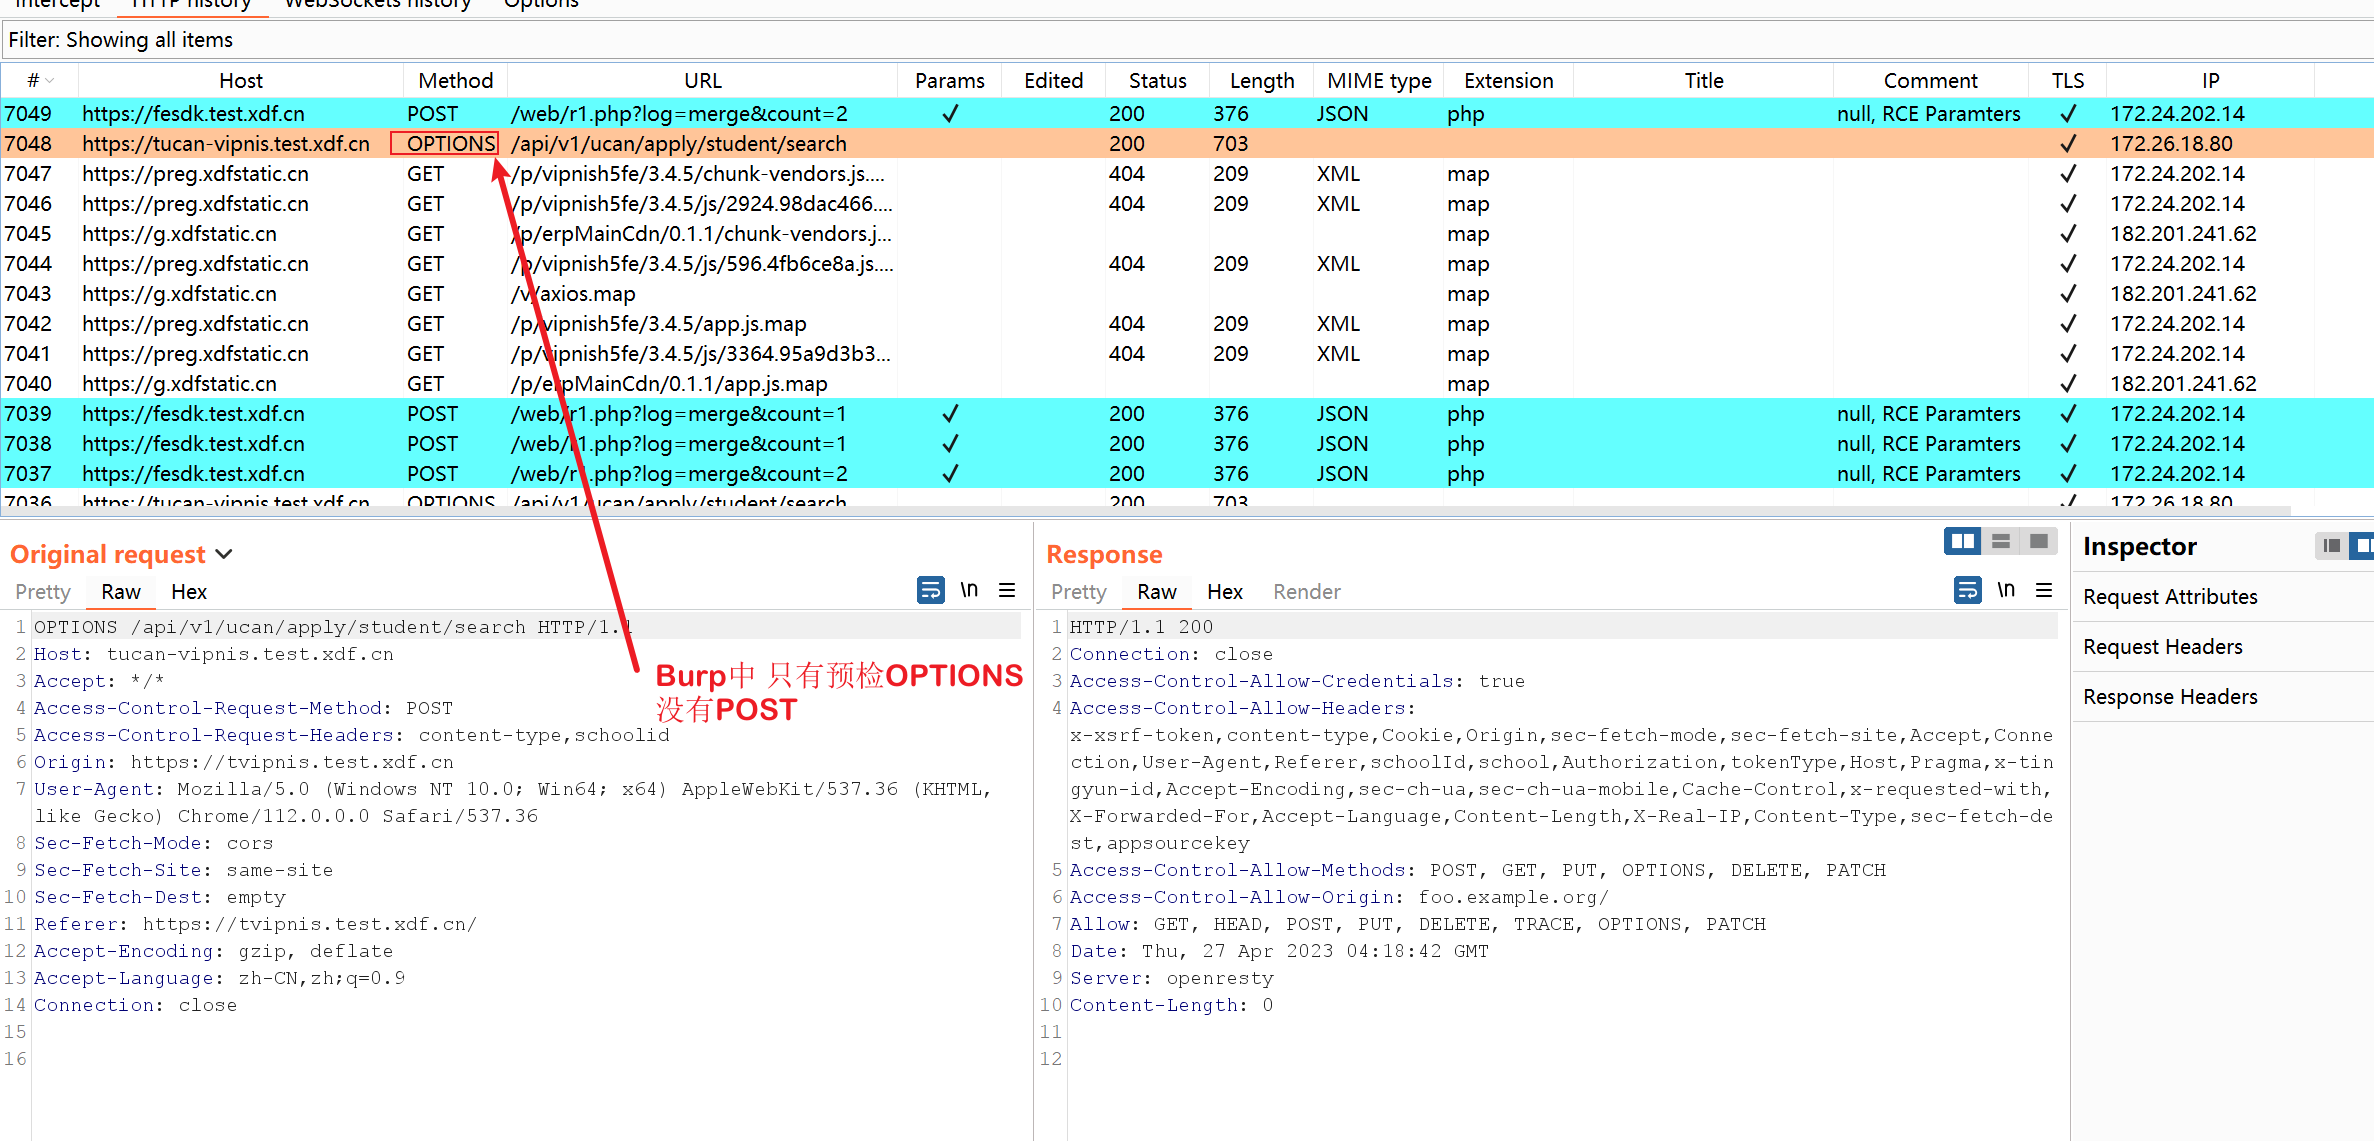 Intercept HTTP history WebSockets history Options
Filter: Showing all items
# Host Method URL Params Edited Status Length MIME type Extension Title Comment TLS IP
7049 https://fesdk.test.xdf.cn POST /web/r1.php?log=merge&count=2 ✓ 200 376 JSON php null, RCE Paramters ✓ 172.24.202.14
7048 https://tucan-vipnis.test.xdf.cn OPTIONS /api/v1/ucan/apply/student/search 200 703 ✓ 172.26.18.80
7047 https://preg.xdfstatic.cn GET /p/vipnish5fe/3.4.5/chunk-vendors.js.... 404 209 XML map ✓ 172.24.202.14
7046 https://preg.xdfstatic.cn GET /p/vipnish5fe/3.4.5/js/2924.98dac466.... 404 209 XML map ✓ 172.24.202.14
7045 https://g.xdfstatic.cn GET /p/erpMainCdn/0.1.1/chunk-vendors.j... map ✓ 182.201.241.62
7044 https://preg.xdfstatic.cn GET /p/vipnish5fe/3.4.5/js/596.4fb6ce8a.js.... 404 209 XML map ✓ 172.24.202.14
7043 https://g.xdfstatic.cn GET /v/axios.map map ✓ 182.201.241.62
7042 https://preg.xdfstatic.cn GET /p/vipnish5fe/3.4.5/app.js.map 404 209 XML map ✓ 172.24.202.14
7041 https://preg.xdfstatic.cn GET /p/vipnish5fe/3.4.5/js/3364.95a9d3b3... 404 209 XML map ✓ 172.24.202.14
7040 https://g.xdfstatic.cn GET /p/erpMainCdn/0.1.1/app.js.map map ✓ 182.201.241.62
7039 https://fesdk.test.xdf.cn POST /web/r1.php?log=merge&count=1 ✓ 200 376 JSON php null, RCE Paramters ✓ 172.24.202.14
7038 https://fesdk.test.xdf.cn POST /web/r1.php?log=merge&count=1 ✓ 200 376 JSON php null, RCE Paramters ✓ 172.24.202.14
7037 https://fesdk.test.xdf.cn POST /web/r1.php?log=merge&count=2 ✓ 200 376 JSON php null, RCE Paramters ✓ 172.24.202.14
7036 https://tucan-vipnis.test.xdf.cn OPTIONS /api/v1/ucan/apply/student/search 200 703 ✓ 172.26.18.80
Original request
Pretty Raw Hex \n
1 OPTIONS /api/v1/ucan/apply/student/search HTTP/1.1
2 Host: tucan-vipnis.test.xdf.cn
3 Accept: */*
4 Access-Control-Request-Method: POST
5 Access-Control-Request-Headers: content-type,schoolid
6 Origin: https://tvipnis.test.xdf.cn
7 User-Agent: Mozilla/5.0 (Windows NT 10.0; Win64; x64) AppleWebKit/537.36 (KHTML,
like Gecko) Chrome/112.0.0.0 Safari/537.36
8 Sec-Fetch-Mode: cors
9 Sec-Fetch-Site: same-site
10 Sec-Fetch-Dest: empty
11 Referer: https://tvipnis.test.xdf.cn/
12 Accept-Encoding: gzip, deflate
13 Accept-Language: zh-CN,zh;q=0.9
14 Connection: close
15
16
Burp中 只有预检OPTIONS
没有POST
Response
Pretty Raw Hex Render \n
1 HTTP/1.1 200
2 Connection: close
3 Access-Control-Allow-Credentials: true
4 Access-Control-Allow-Headers:
x-xsrf-token,content-type,Cookie,Origin,sec-fetch-mode,sec-fetch-site,Accept,Conne
ction,User-Agent,Referer,schoolId,school,Authorization,tokenType,Host,Pragma,x-tin
gyun-id,Accept-Encoding,sec-ch-ua,sec-ch-ua-mobile,Cache-Control,x-requested-with,
X-Forwarded-For,Accept-Language,Content-Length,X-Real-IP,Content-Type,sec-fetch-de
st,appsourcekey
5 Access-Control-Allow-Methods: POST, GET, PUT, OPTIONS, DELETE, PATCH
6 Access-Control-Allow-Origin: foo.example.org/
7 Allow: GET, HEAD, POST, PUT, DELETE, TRACE, OPTIONS, PATCH
8 Date: Thu, 27 Apr 2023 04:18:42 GMT
9 Server: openresty
10 Content-Length: 0
11
12
Inspector
Request Attributes
Request Headers
Response Headers